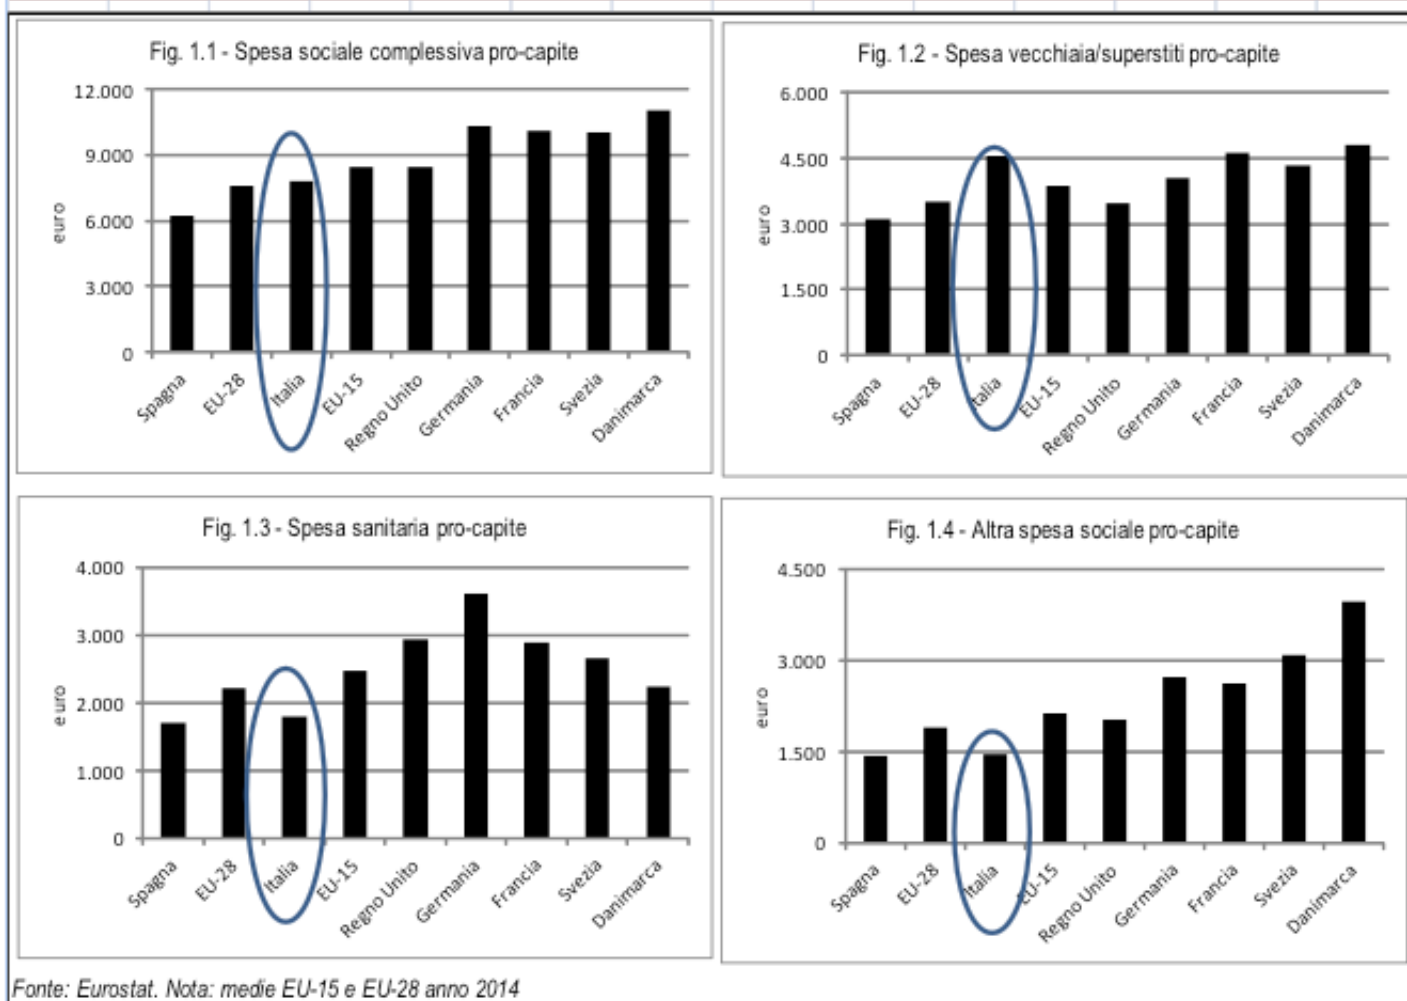 Fig. 1.1 - Spesa sociale complessiva pro-capite
12.000
9.000
6.000
3.000
0
euro
Spagna
EU-28
Italia
EU-15
Regno Unito
Germania
Francia
Svezia
Danimarca
Fig. 1.2 - Spesa vecchiaia/superstiti pro-capite
6.000
4.500
3.000
1.500
0
euro
Spagna
EU-28
Italia
EU-15
Regno Unito
Germania
Francia
Svezia
Danimarca
Fig. 1.3 - Spesa sanitaria pro-capite
4.000
3.000
2.000
1.000
0
euro
Spagna
EU-28
Italia
EU-15
Regno Unito
Germania
Francia
Svezia
Danimarca
Fig. 1.4 - Altra spesa sociale pro-capite
4.500
3.000
1.500
0
euro
Spagna
EU-28
Italia
EU-15
Regno Unito
Germania
Francia
Svezia
Danimarca
Fonte: Eurostat. Nota: medie EU-15 e EU-28 anno 2014